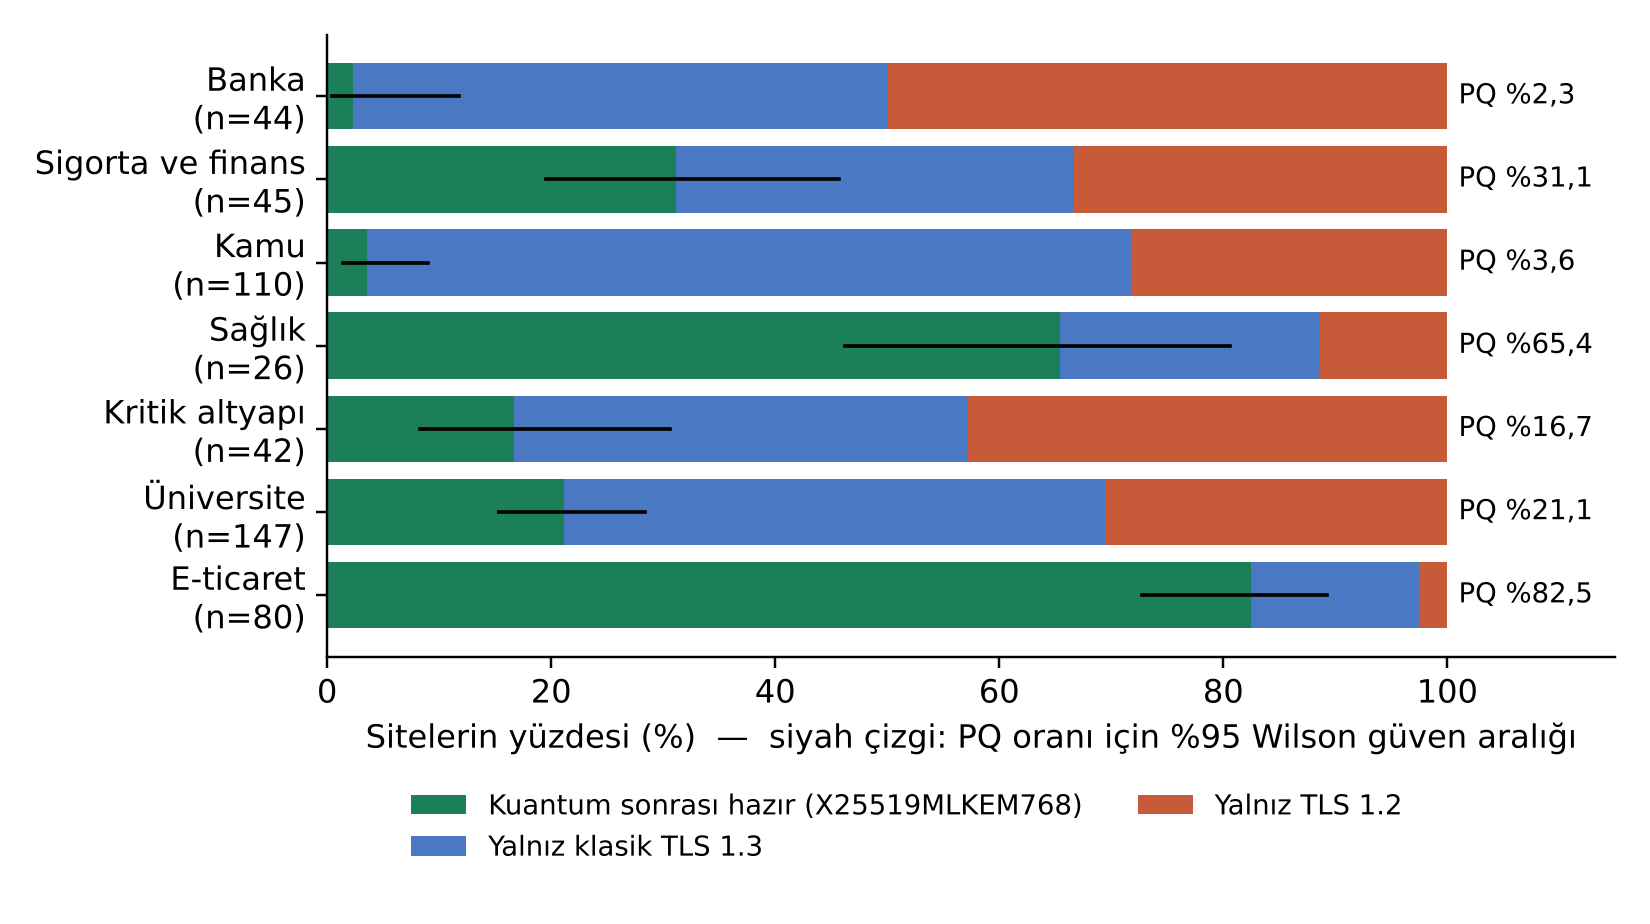 Banka
(n=44)
PQ %2,3
Sigorta ve finans
(n=45)
PQ %31,1
Kamu
(n=110)
PQ %3,6
Sağlık
(n=26)
PQ %65,4
Kritik altyapı
(n=42)
PQ %16,7
Üniversite
(n=147)
PQ %21,1
E-ticaret
(n=80)
PQ %82,5
0 20 40 60 80 100
Sitelerin yüzdesi (%) — siyah çizgi: PQ oranı için %95 Wilson güven aralığı
Kuantum sonrası hazır (X25519MLKEM768)
Yalnız klasik TLS 1.3
Yalnız TLS 1.2